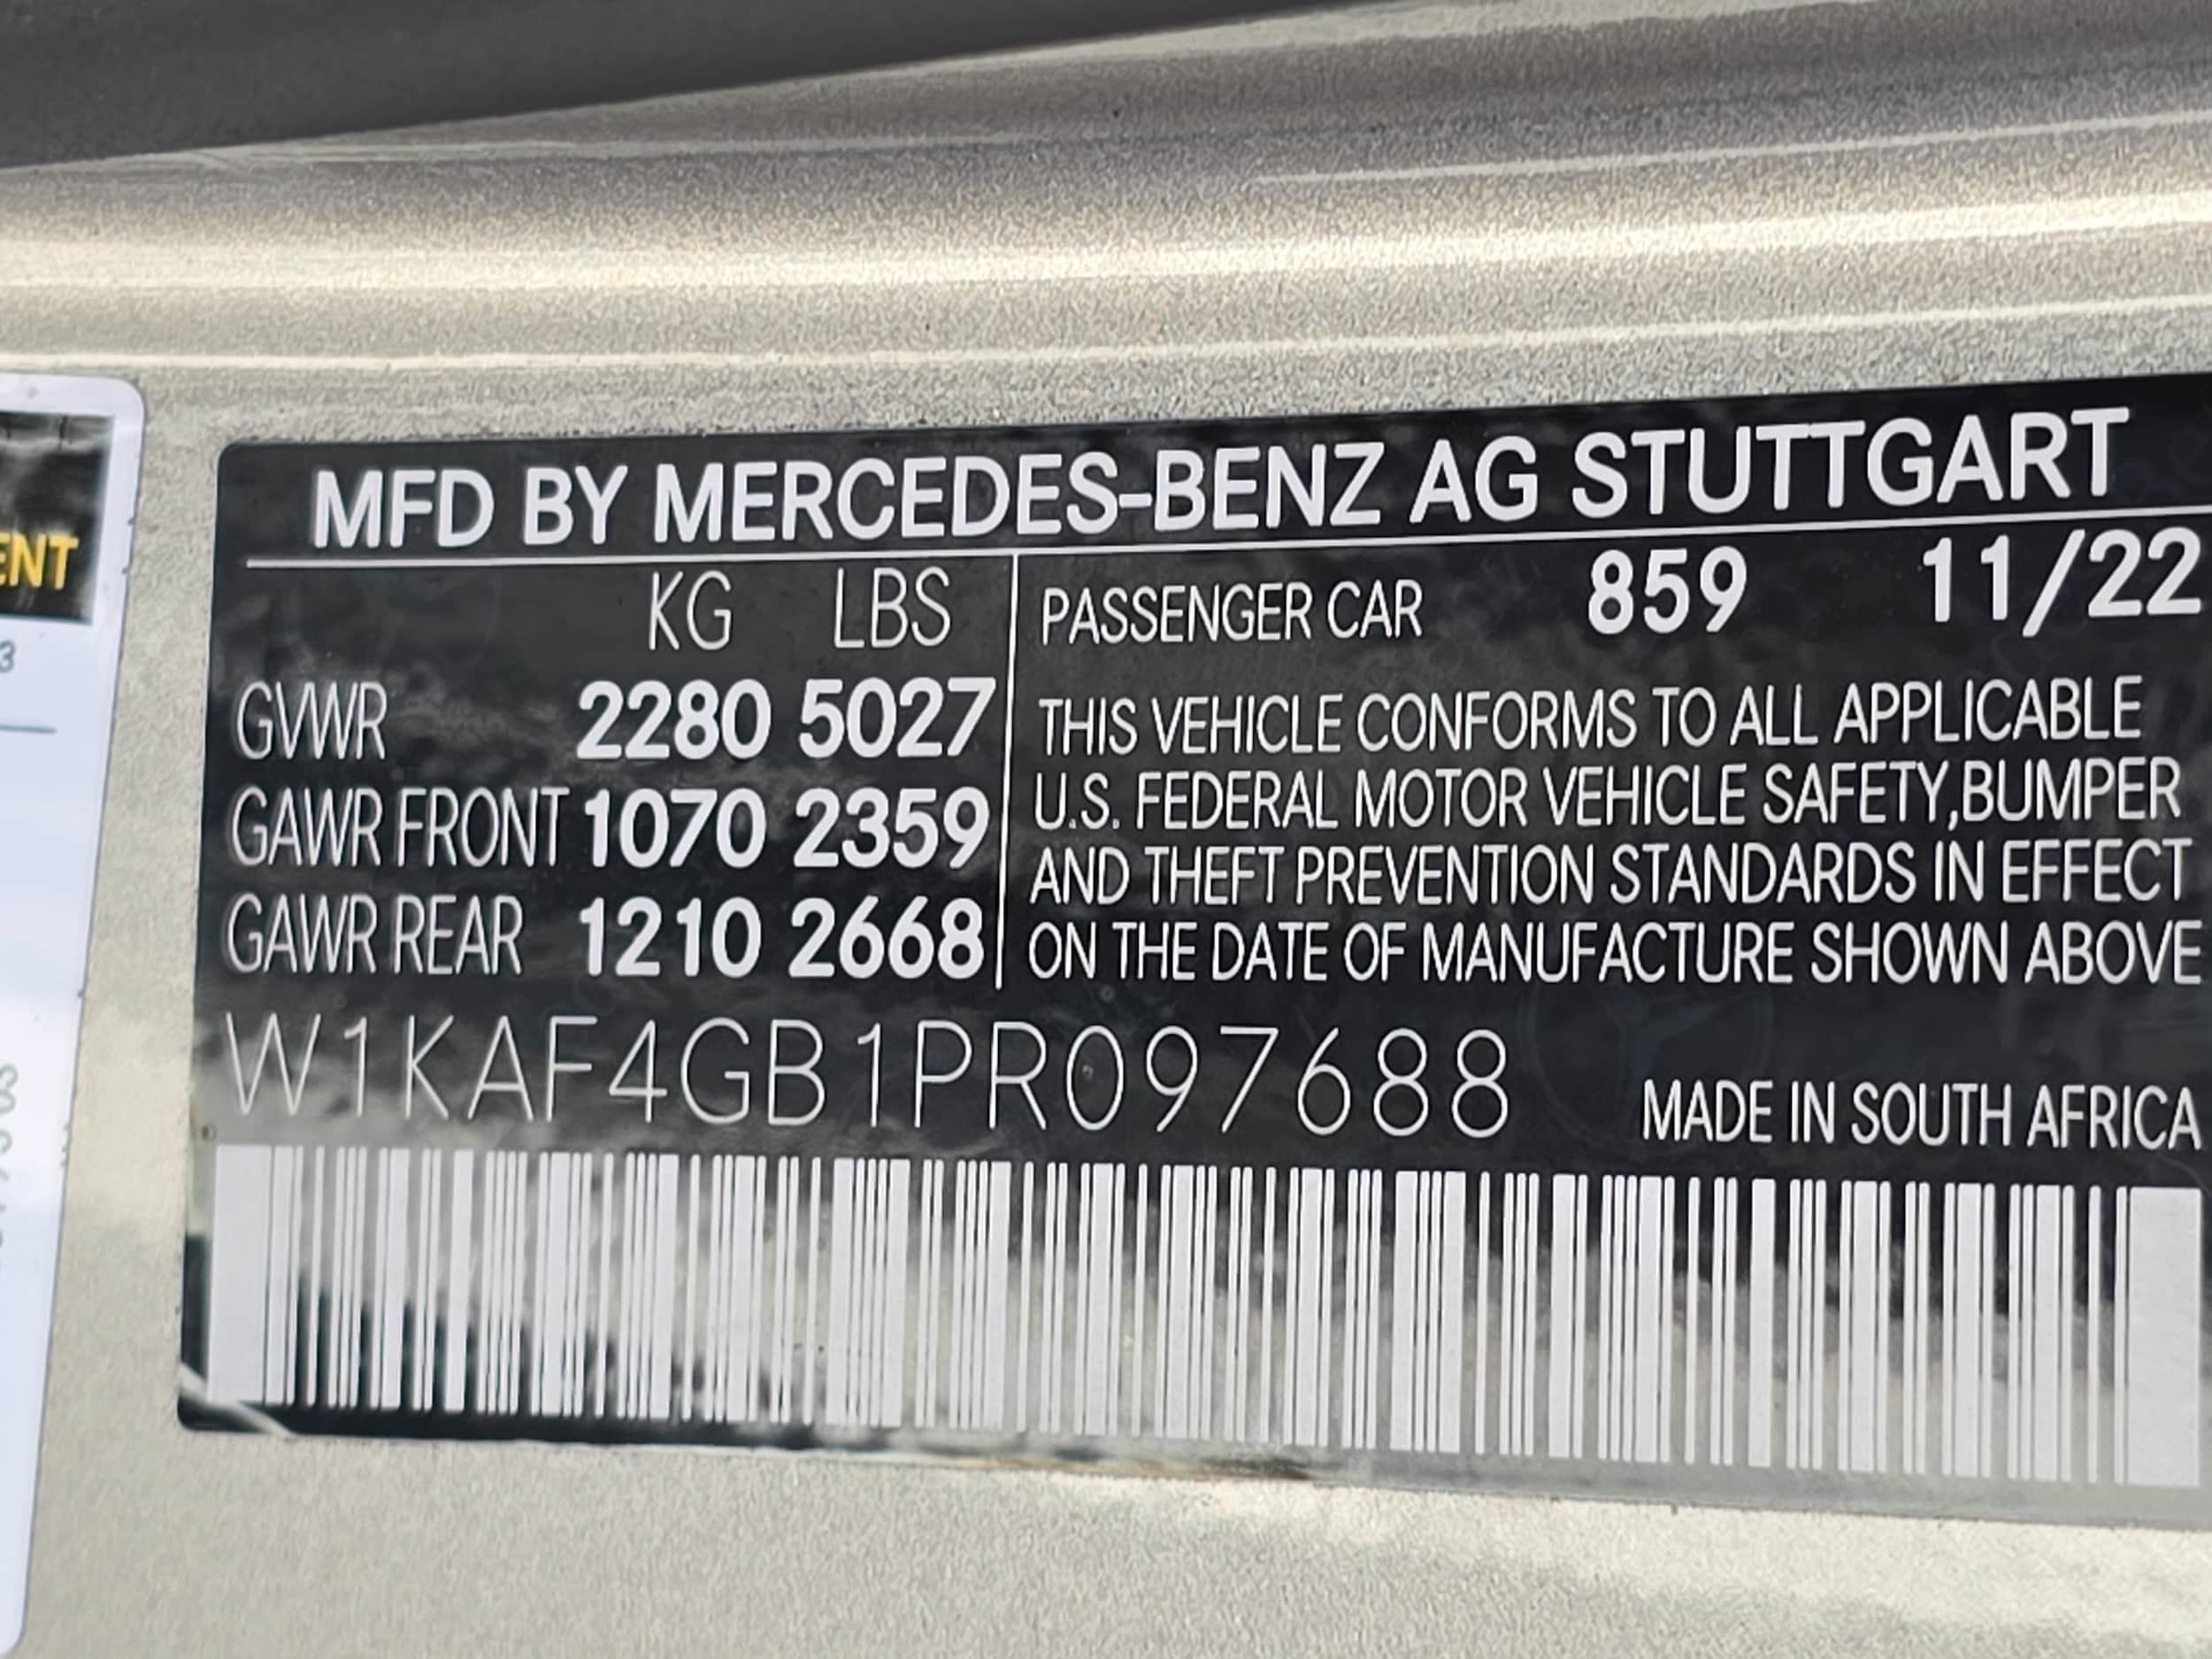 MFD BY MERCEDES-BENZ AG STUTTGART
KG LBS
GVWR 2280 5027
GAWR FRONT 1070 2359
GAWR REAR 1210 2668
PASSENGER CAR 859 11/22
THIS VEHICLE CONFORMS TO ALL APPLICABLE
U.S. FEDERAL MOTOR VEHICLE SAFETY,BUMPER
AND THEFT PREVENTION STANDARDS IN EFFECT
ON THE DATE OF MANUFACTURE SHOWN ABOVE
W1KAF4GB1PR097688
MADE IN SOUTH AFRICA
ENT
3